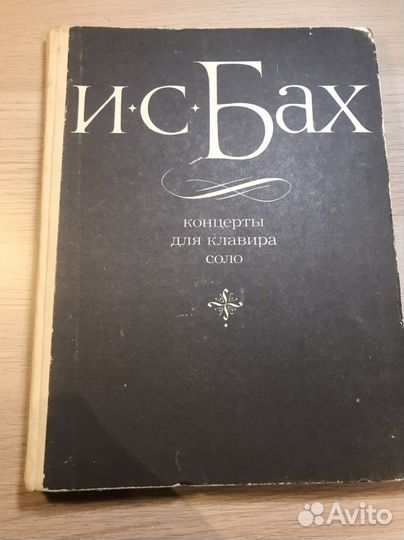 И·С·Бах
концерты
для клавира
соло
Avito